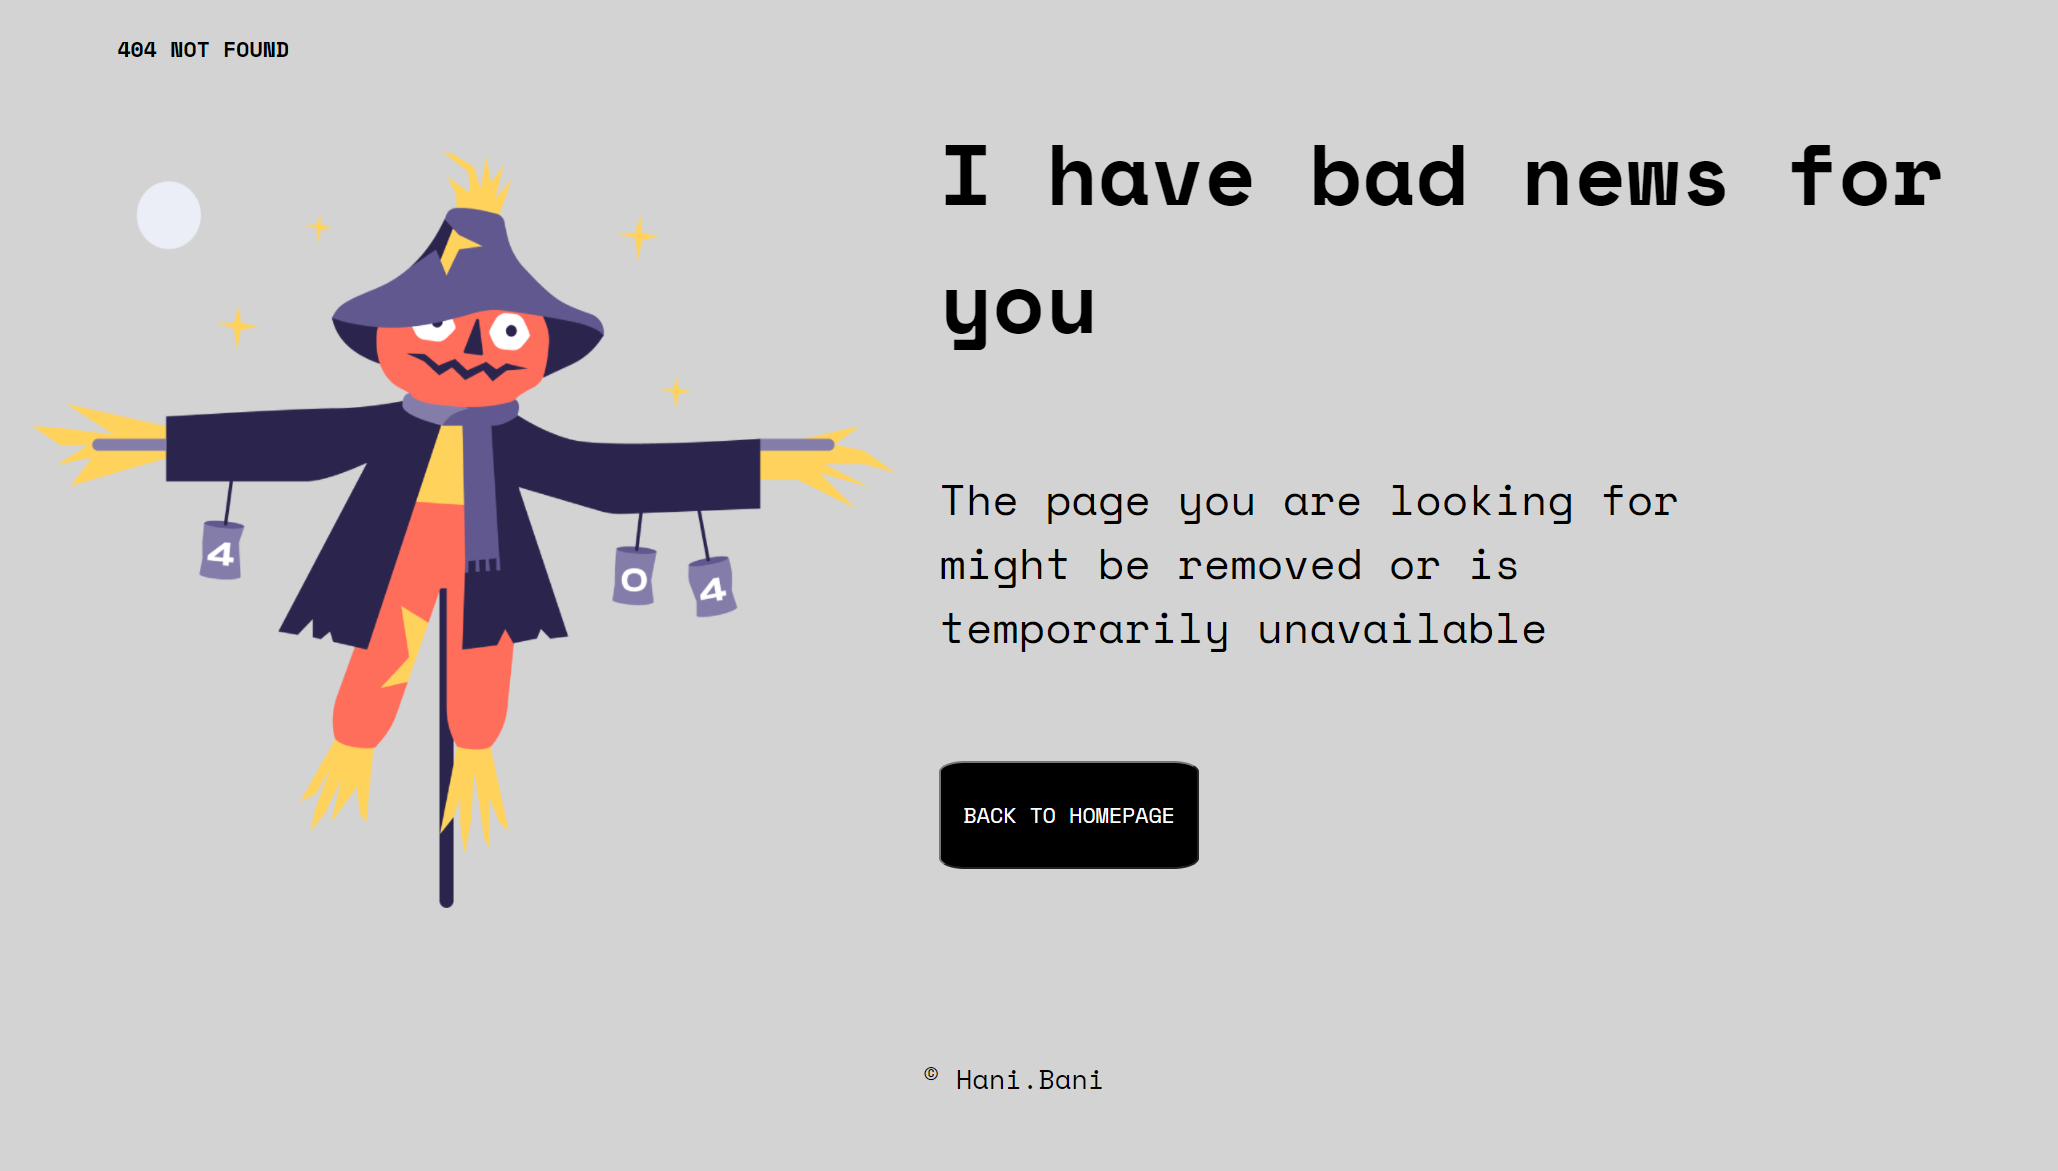 404 NOT FOUND
I have bad news for
you
The page you are looking for
might be removed or is
temporarily unavailable
4
0
4
BACK TO HOMEPAGE
© Hani.Bani